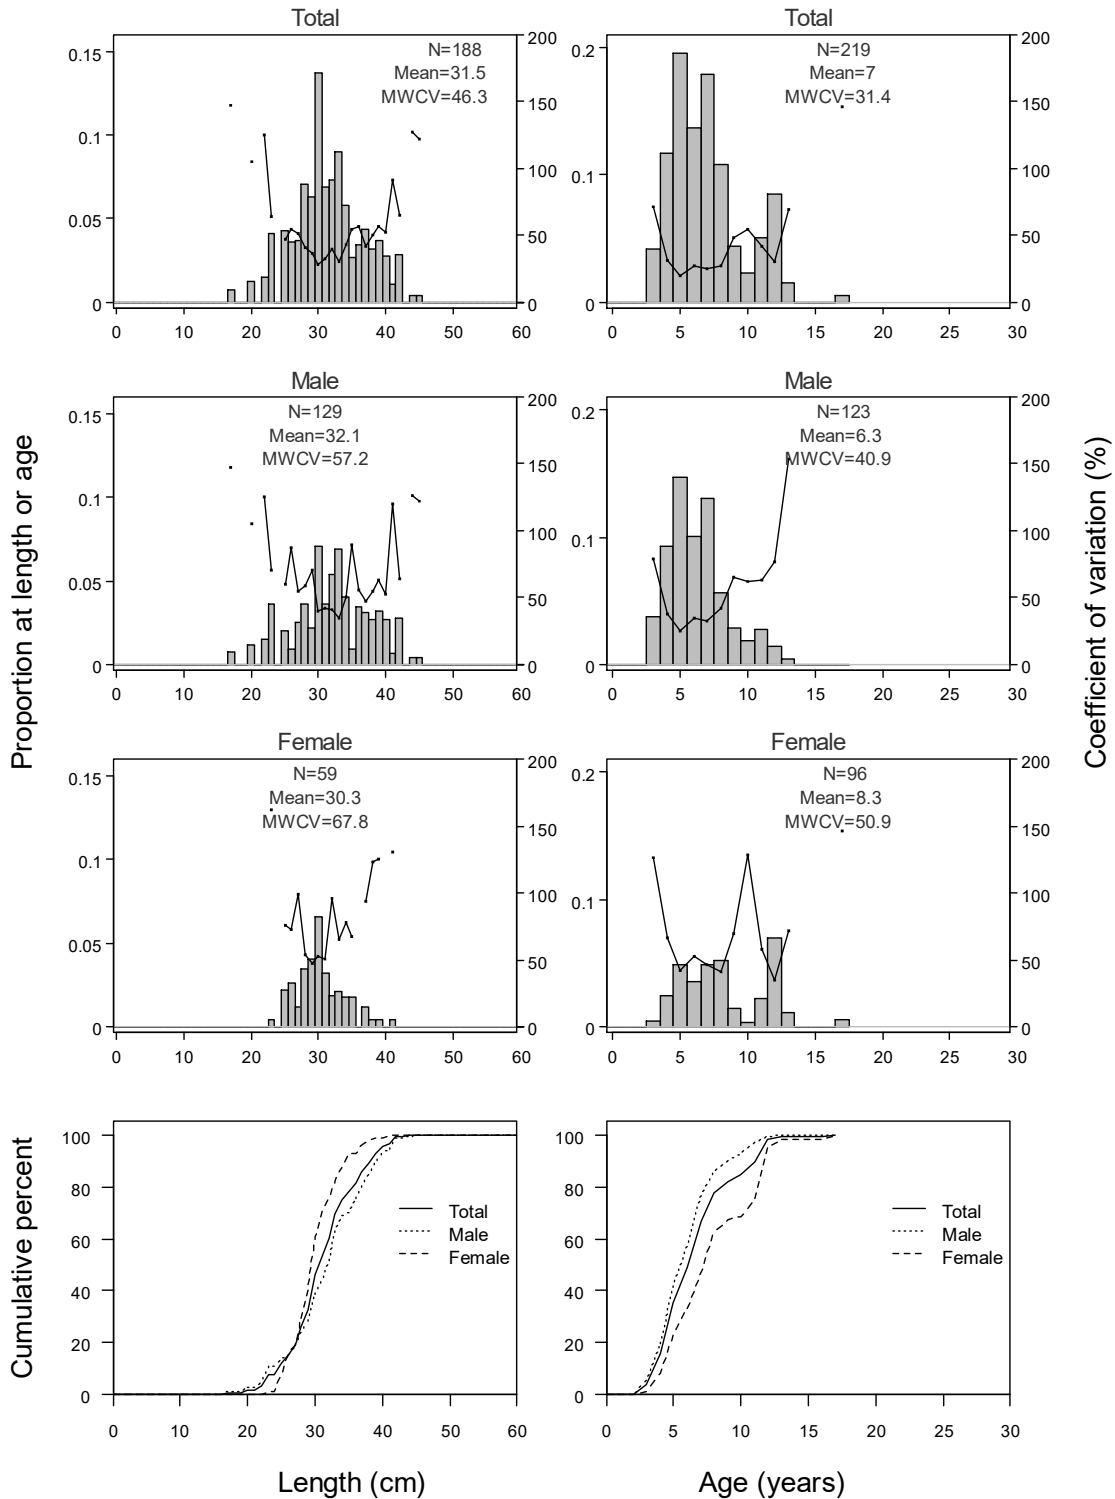 Total
N=188
Mean=31.5
MWCV=46.3
0.15
0.1
0.05
0
200
150
100
50
0
0 10 20 30 40 50 60
Total
N=219
Mean=7
MWCV=31.4
0.2
0.1
0
200
150
100
50
0
0 5 10 15 20 25 30
Male
N=129
Mean=32.1
MWCV=57.2
0.15
0.1
0.05
0
200
150
100
50
0
0 10 20 30 40 50 60
Male
N=123
Mean=6.3
MWCV=40.9
0.2
0.1
0
200
150
100
50
0
0 5 10 15 20 25 30
Proportion at length or age
Coefficient of variation (%)
Female
N=59
Mean=30.3
MWCV=67.8
0.15
0.1
0.05
0
200
150
100
50
0
0 10 20 30 40 50 60
Female
N=96
Mean=8.3
MWCV=50.9
0.2
0.1
0
200
150
100
50
0
0 5 10 15 20 25 30
Cumulative percent
100
80
60
40
20
0
Total
Male
Female
0 10 20 30 40 50 60
Length (cm)
100
80
60
40
20
0
Total
Male
Female
0 5 10 15 20 25 30
Age (years)